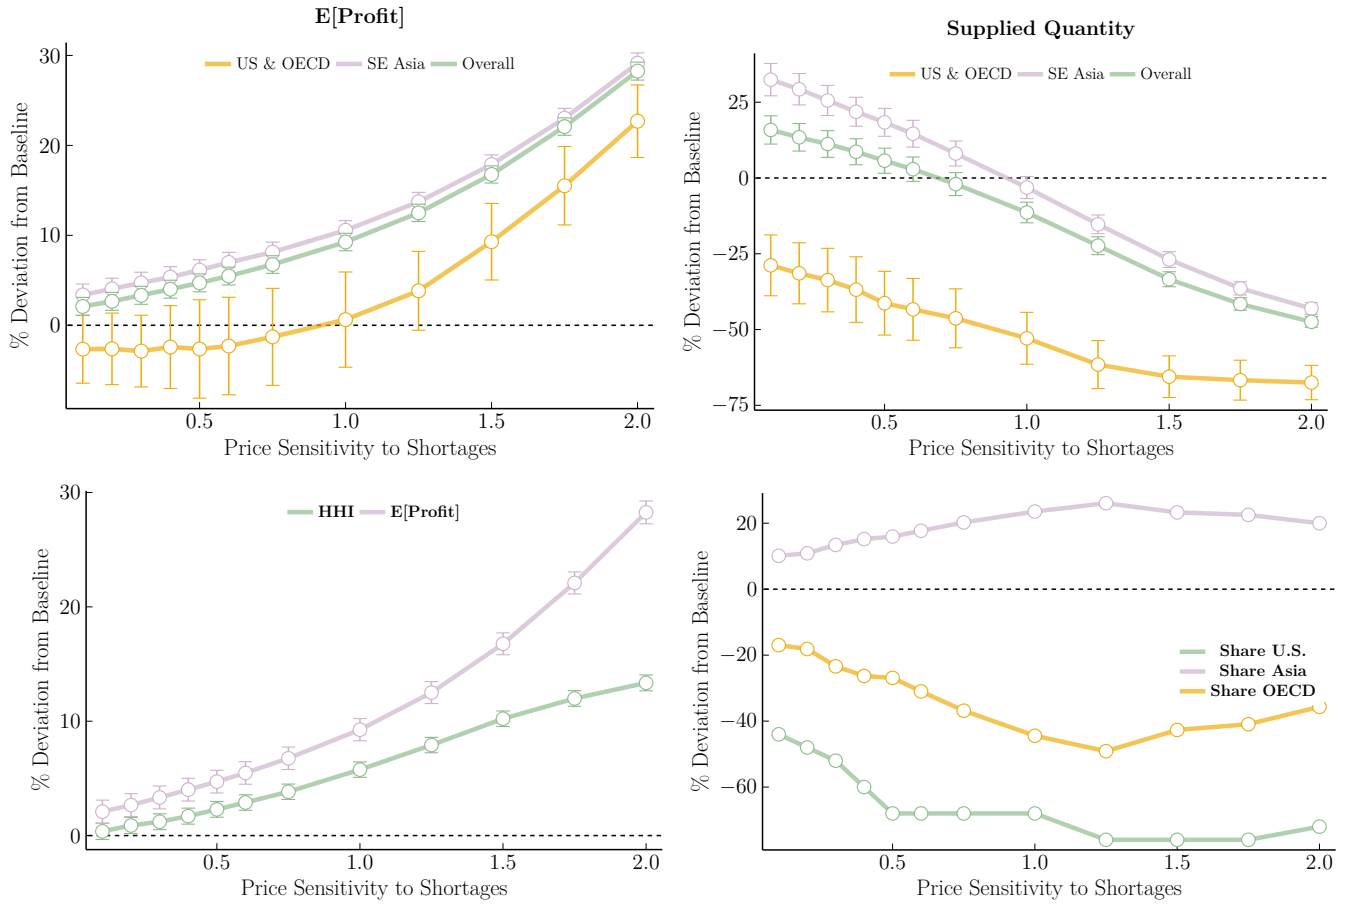 E[Profit]
US & OECD SE Asia Overall
% Deviation from Baseline
30
20
10
0
0.5 1.0 1.5 2.0
Price Sensitivity to Shortages
Supplied Quantity
US & OECD SE Asia Overall
% Deviation from Baseline
25
0
−25
−50
−75
0.5 1.0 1.5 2.0
Price Sensitivity to Shortages
HHI E[Profit]
% Deviation from Baseline
30
20
10
0
0.5 1.0 1.5 2.0
Price Sensitivity to Shortages
% Deviation from Baseline
20
0
−20
−40
−60
Share U.S.
Share Asia
Share OECD
0.5 1.0 1.5 2.0
Price Sensitivity to Shortages